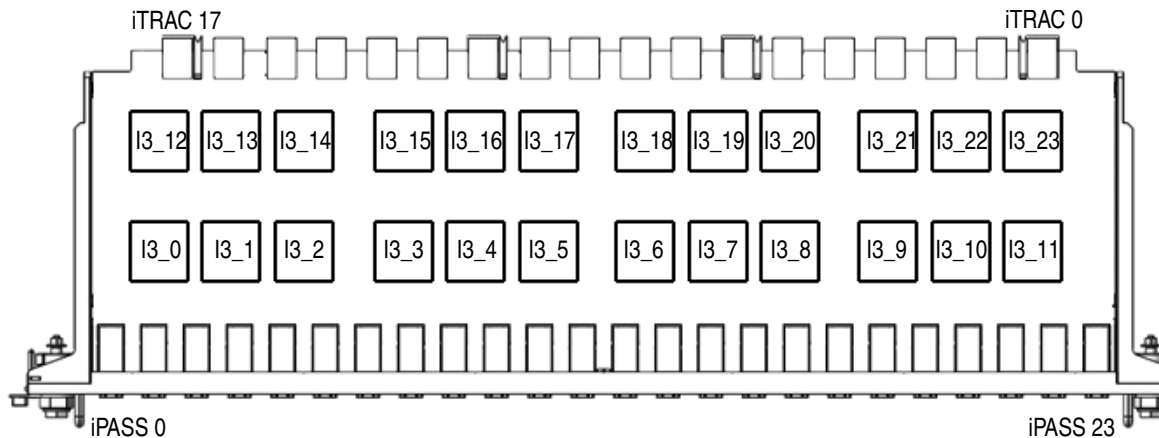 iTRAC 17 iTRAC 0
I3_12 I3_13 I3_14 I3_15 I3_16 I3_17 I3_18 I3_19 I3_20 I3_21 I3_22 I3_23
I3_0 I3_1 I3_2 I3_3 I3_4 I3_5 I3_6 I3_7 I3_8 I3_9 I3_10 I3_11
iPASS 0 iPASS 23